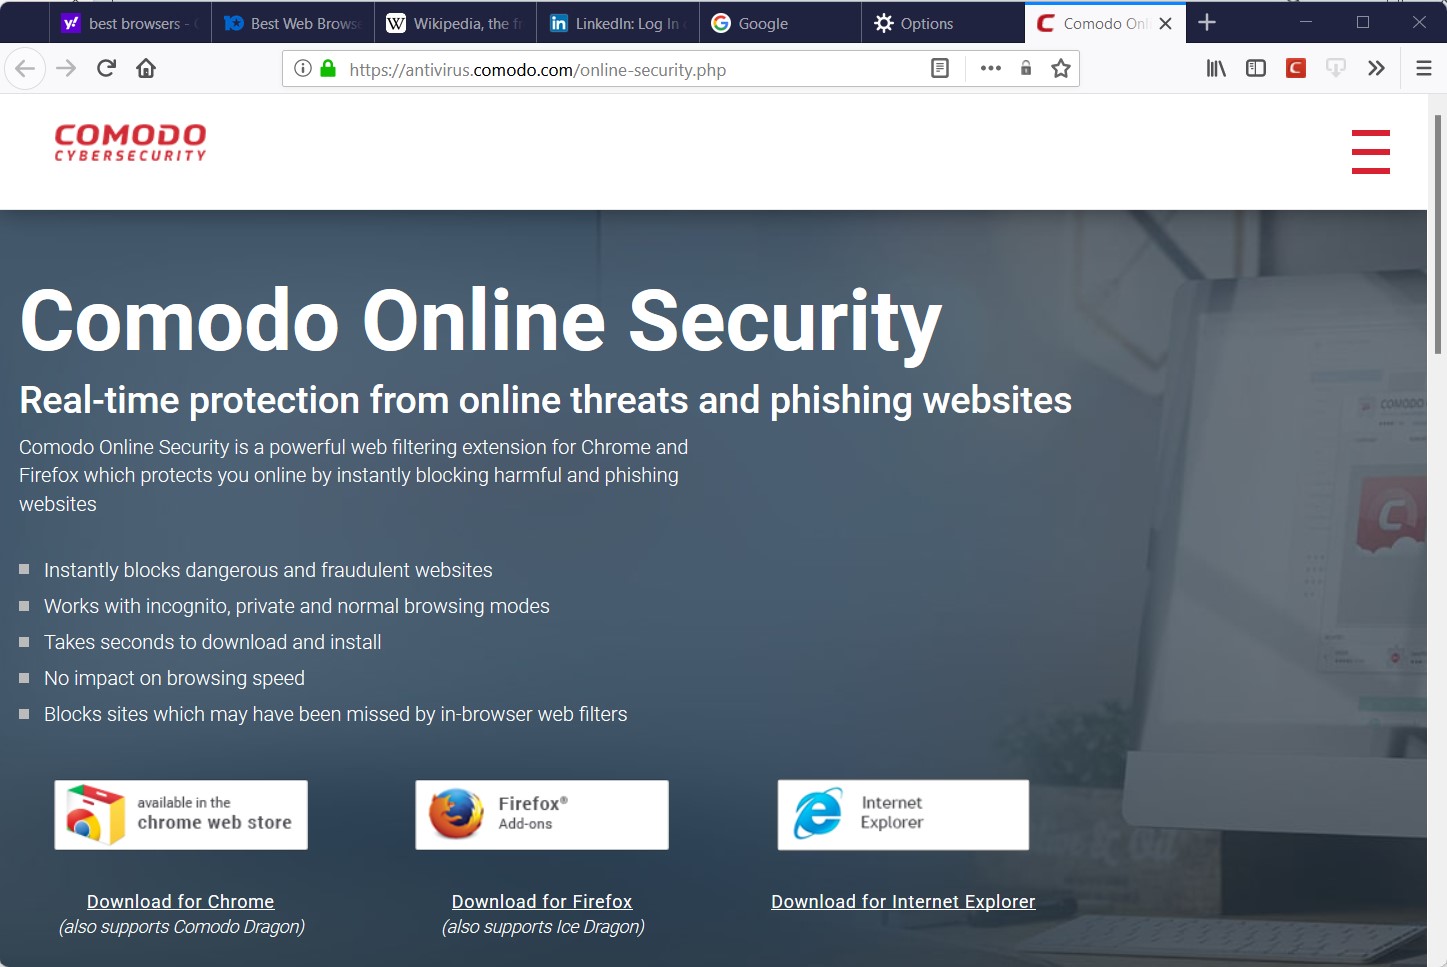 best browsers -
Best Web Browse
Wikipedia, the fr
LinkedIn: Log In
Google
Options
Comodo Onl
https://antivirus.comodo.com/online-security.php
COMODO
CYBERSECURITY
Comodo Online Security
Real-time protection from online threats and phishing websites
Comodo Online Security is a powerful web filtering extension for Chrome and
Firefox which protects you online by instantly blocking harmful and phishing
websites
Instantly blocks dangerous and fraudulent websites
Works with incognito, private and normal browsing modes
Takes seconds to download and install
No impact on browsing speed
Blocks sites which may have been missed by in-browser web filters
available in the
chrome web store
Firefox®
Add-ons
Internet
Explorer
Download for Chrome
(also supports Comodo Dragon)
Download for Firefox
(also supports Ice Dragon)
Download for Internet Explorer